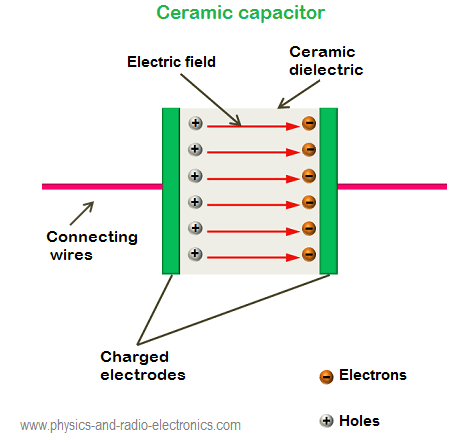 Ceramic capacitor
Electric field
Ceramic
dielectric
Connecting
wires
Charged
electrodes
Electrons
Holes
www.physics-and-radio-electronics.com